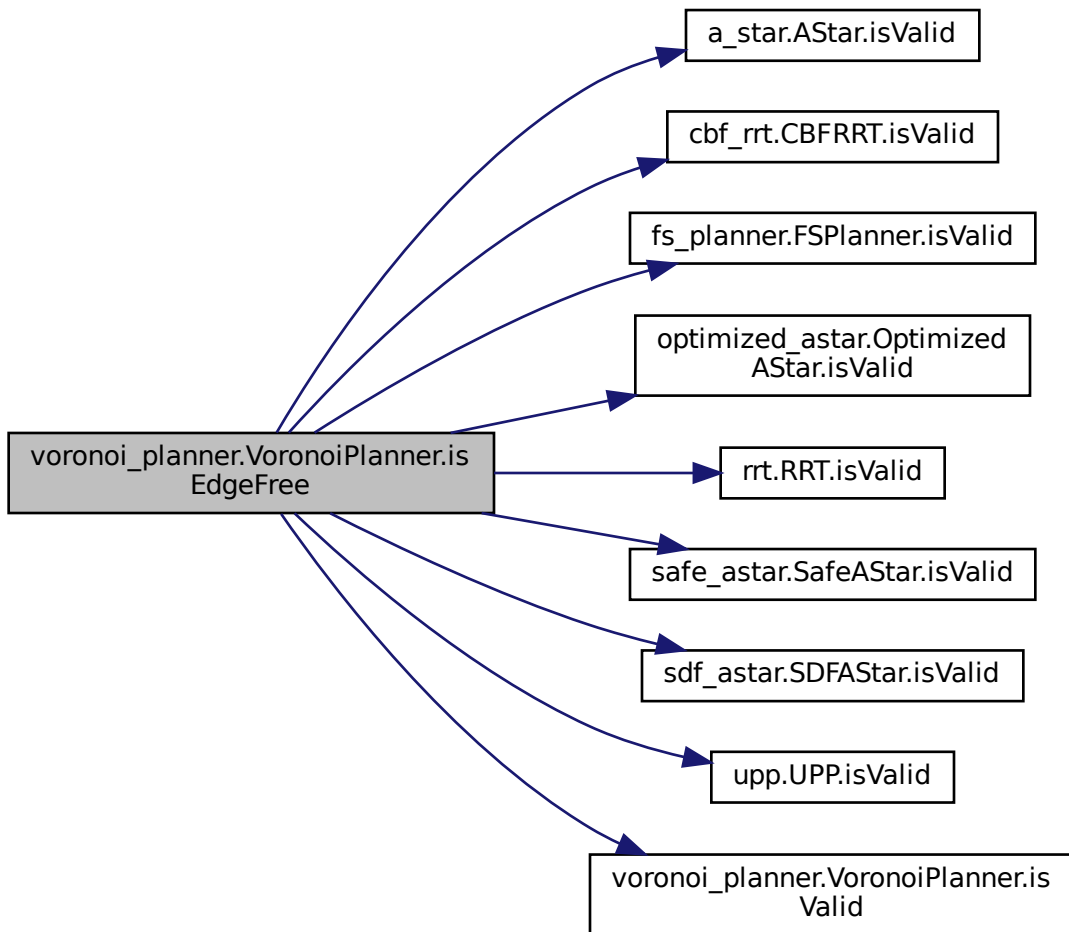 a_star.AStar.isValid
cbf_rrt.CBFRRT.isValid
fs_planner.FSPlanner.isValid
optimized_astar.Optimized
AStar.isValid
voronoi_planner.VoronoiPlanner.is
EdgeFree
rrt.RRT.isValid
safe_astar.SafeAStar.isValid
sdf_astar.SDFAStar.isValid
upp.UPP.isValid
voronoi_planner.VoronoiPlanner.is
Valid